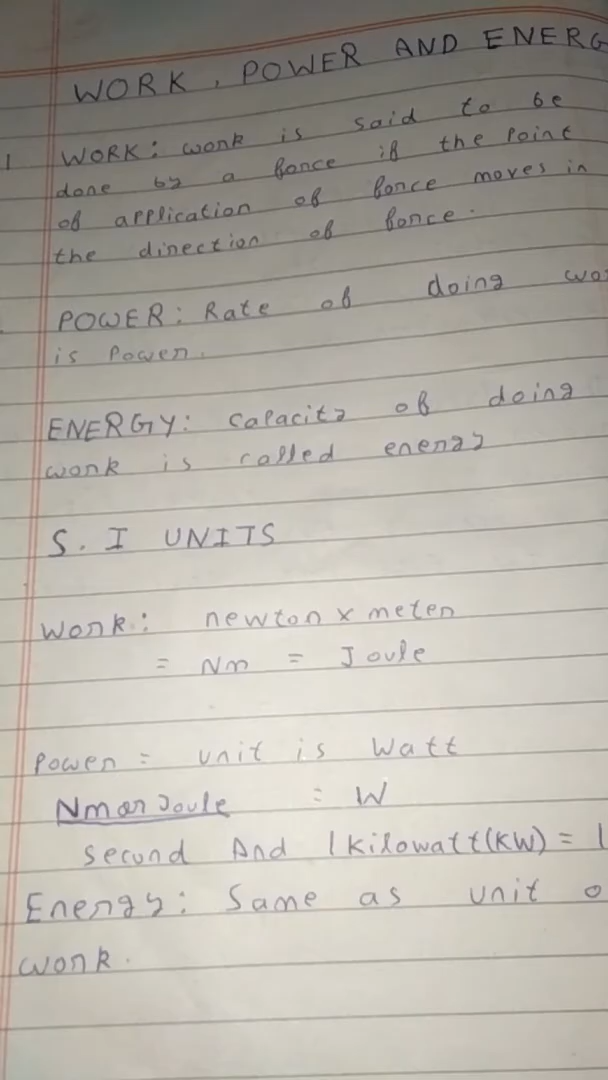 WORK, POWER AND ENERG
1 WORK: work is said to be
done by a force if the point
of application of force moves in
the direction of force.
POWER: Rate of doing wo
is Power.
ENERGY: capacity of doing
work is called energy
S. I UNITS
Work: newton x meter
= Nm = Joule
Power = unit is Watt
Nm or Joule = W
second And 1 kilowatt(KW) = 1
Energy: Same as unit o
work.